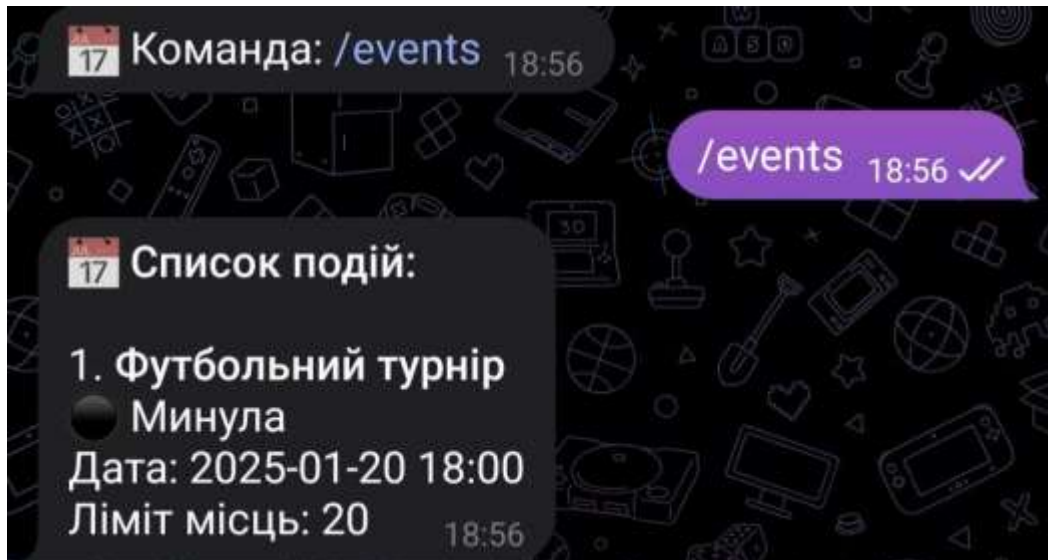 📅 Команда: /events 18:56
/events 18:56
📅 Список подій:
1. Футбольний турнір
⚫ Минула
Дата: 2025-01-20 18:00
Ліміт місць: 20 18:56